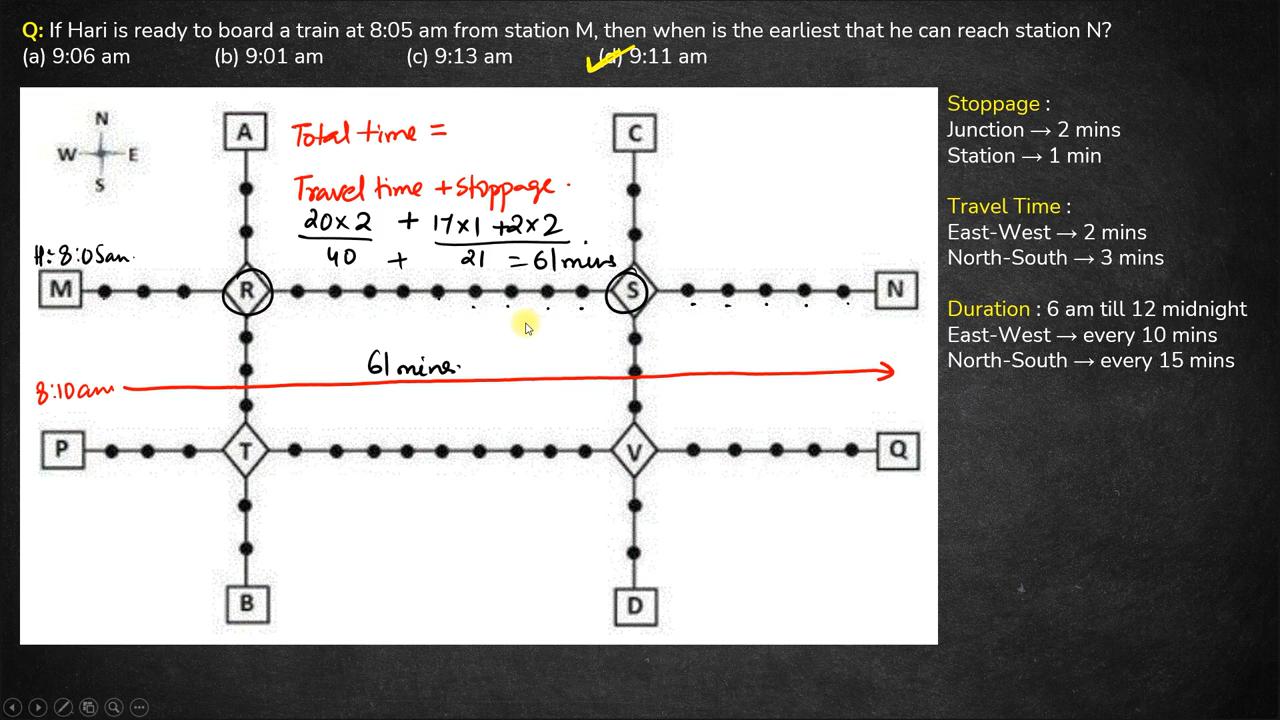 Q: If Hari is ready to board a train at 8:05 am from station M, then when is the earliest that he can reach station N?
(a) 9:06 am (b) 9:01 am (c) 9:13 am (d) 9:11 am
Stoppage :
Junction → 2 mins
Station → 1 min
Travel Time :
East-West → 2 mins
North-South → 3 mins
Duration : 6 am till 12 midnight
East-West → every 10 mins
North-South → every 15 mins
N
W E
S
A C
Total time =
Travel time + stoppage.
20×2 + 17×1 + 2×2
40 + 21 = 61 mins
H: 8:05am.
M R S N
61 mins.
8:10am
P T V Q
B D